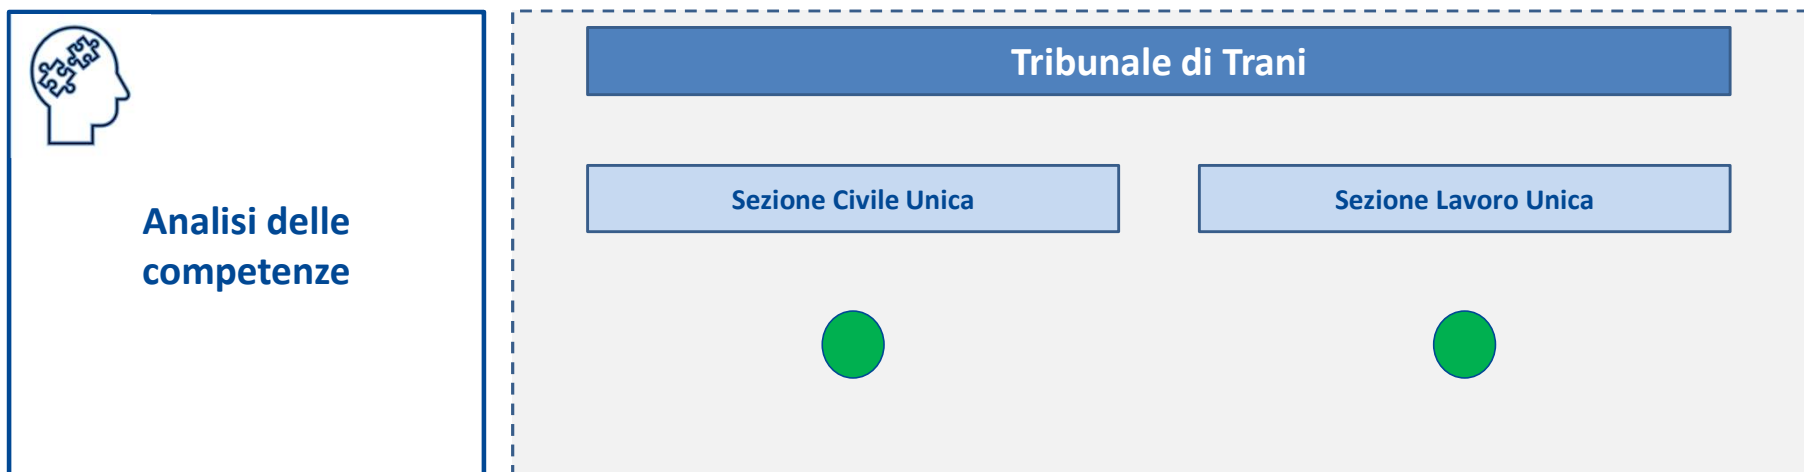 Analisi delle
competenze
Tribunale di Trani
Sezione Civile Unica
Sezione Lavoro Unica